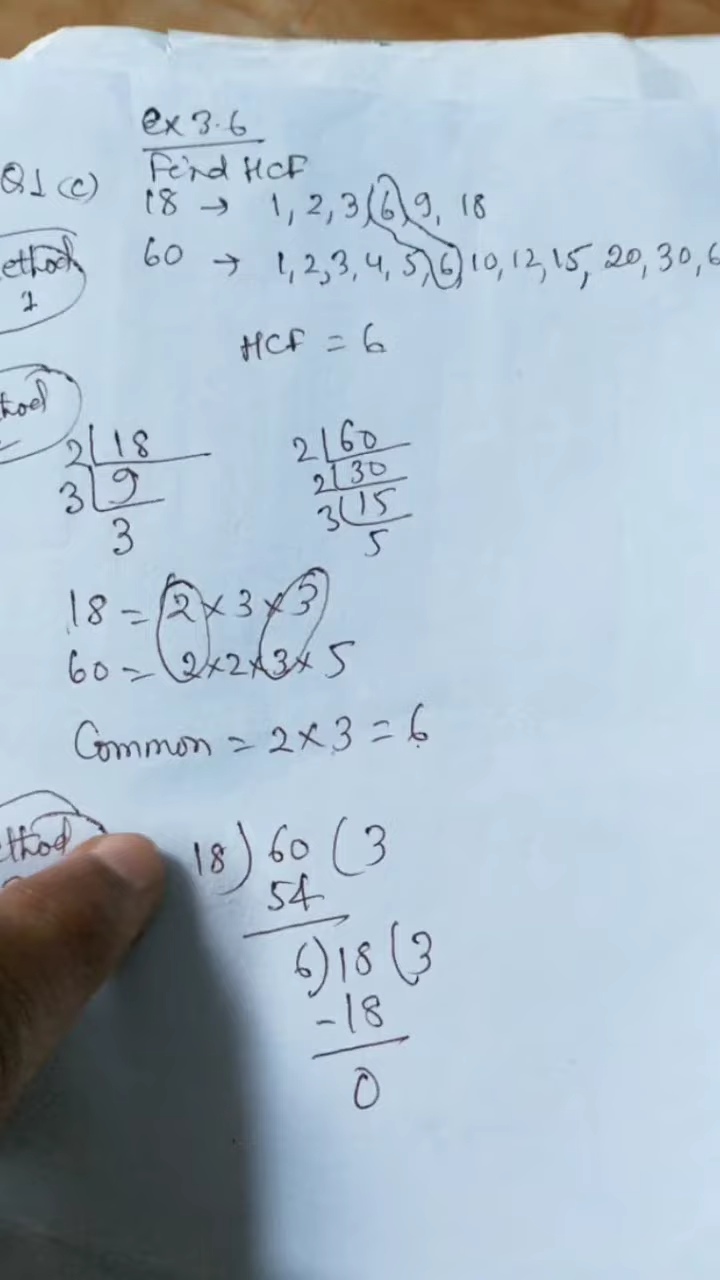 ex 3.6
Find HCF
Q1 (c)
18 → 1, 2, 3, 6, 9, 18
ethod 1
60 → 1, 2, 3, 4, 5, 6, 10, 12, 15, 20, 30, 6
HCF = 6
thod
2 | 18
3 | 9
3
2 | 60
2 | 30
3 | 15
5
18 = 2 × 3 × 3
60 = 2 × 2 × 3 × 5
Common = 2 × 3 = 6
thod
18 ) 60 ( 3
54
6 ) 18 ( 3
- 18
0